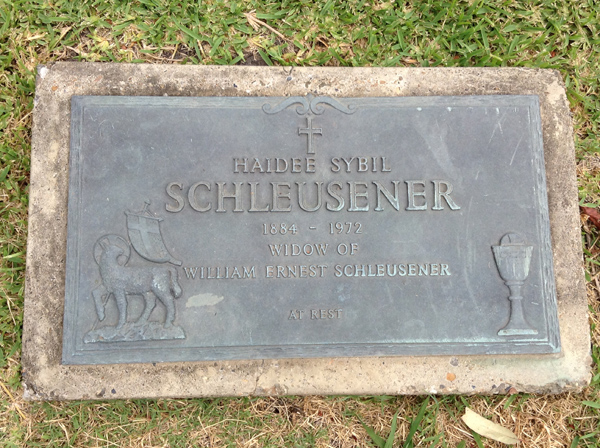 HAIDEE SYBIL
SCHLEUSENER
1884 - 1972
WIDOW OF
WILLIAM ERNEST SCHLEUSENER
AT REST